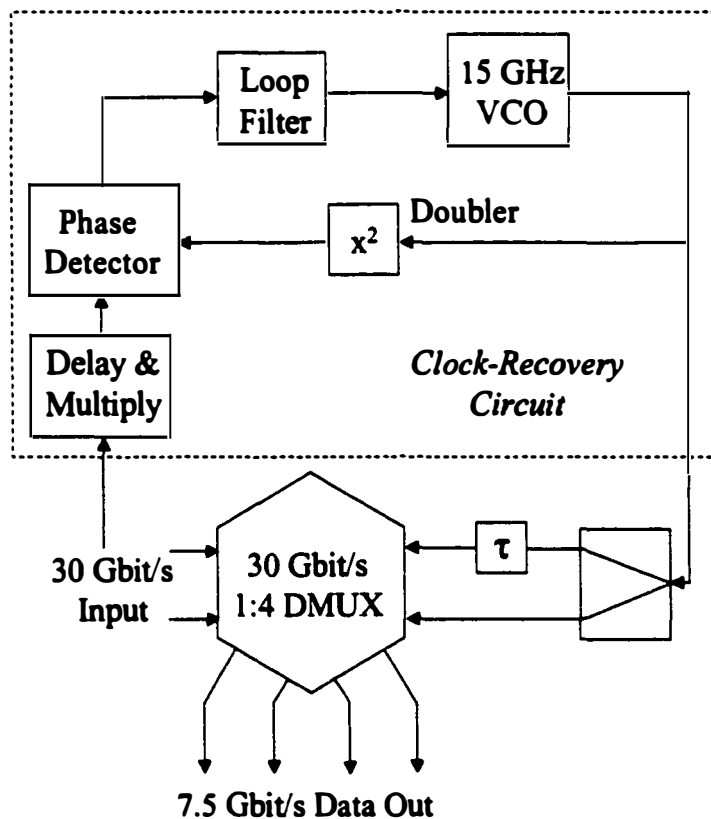 Loop
Filter
15 GHz
VCO
Phase
Detector
x²
Doubler
Delay &
Multiply
Clock-Recovery
Circuit
30 Gbit/s
Input
30 Gbit/s
1:4 DMUX
τ
7.5 Gbit/s Data Out